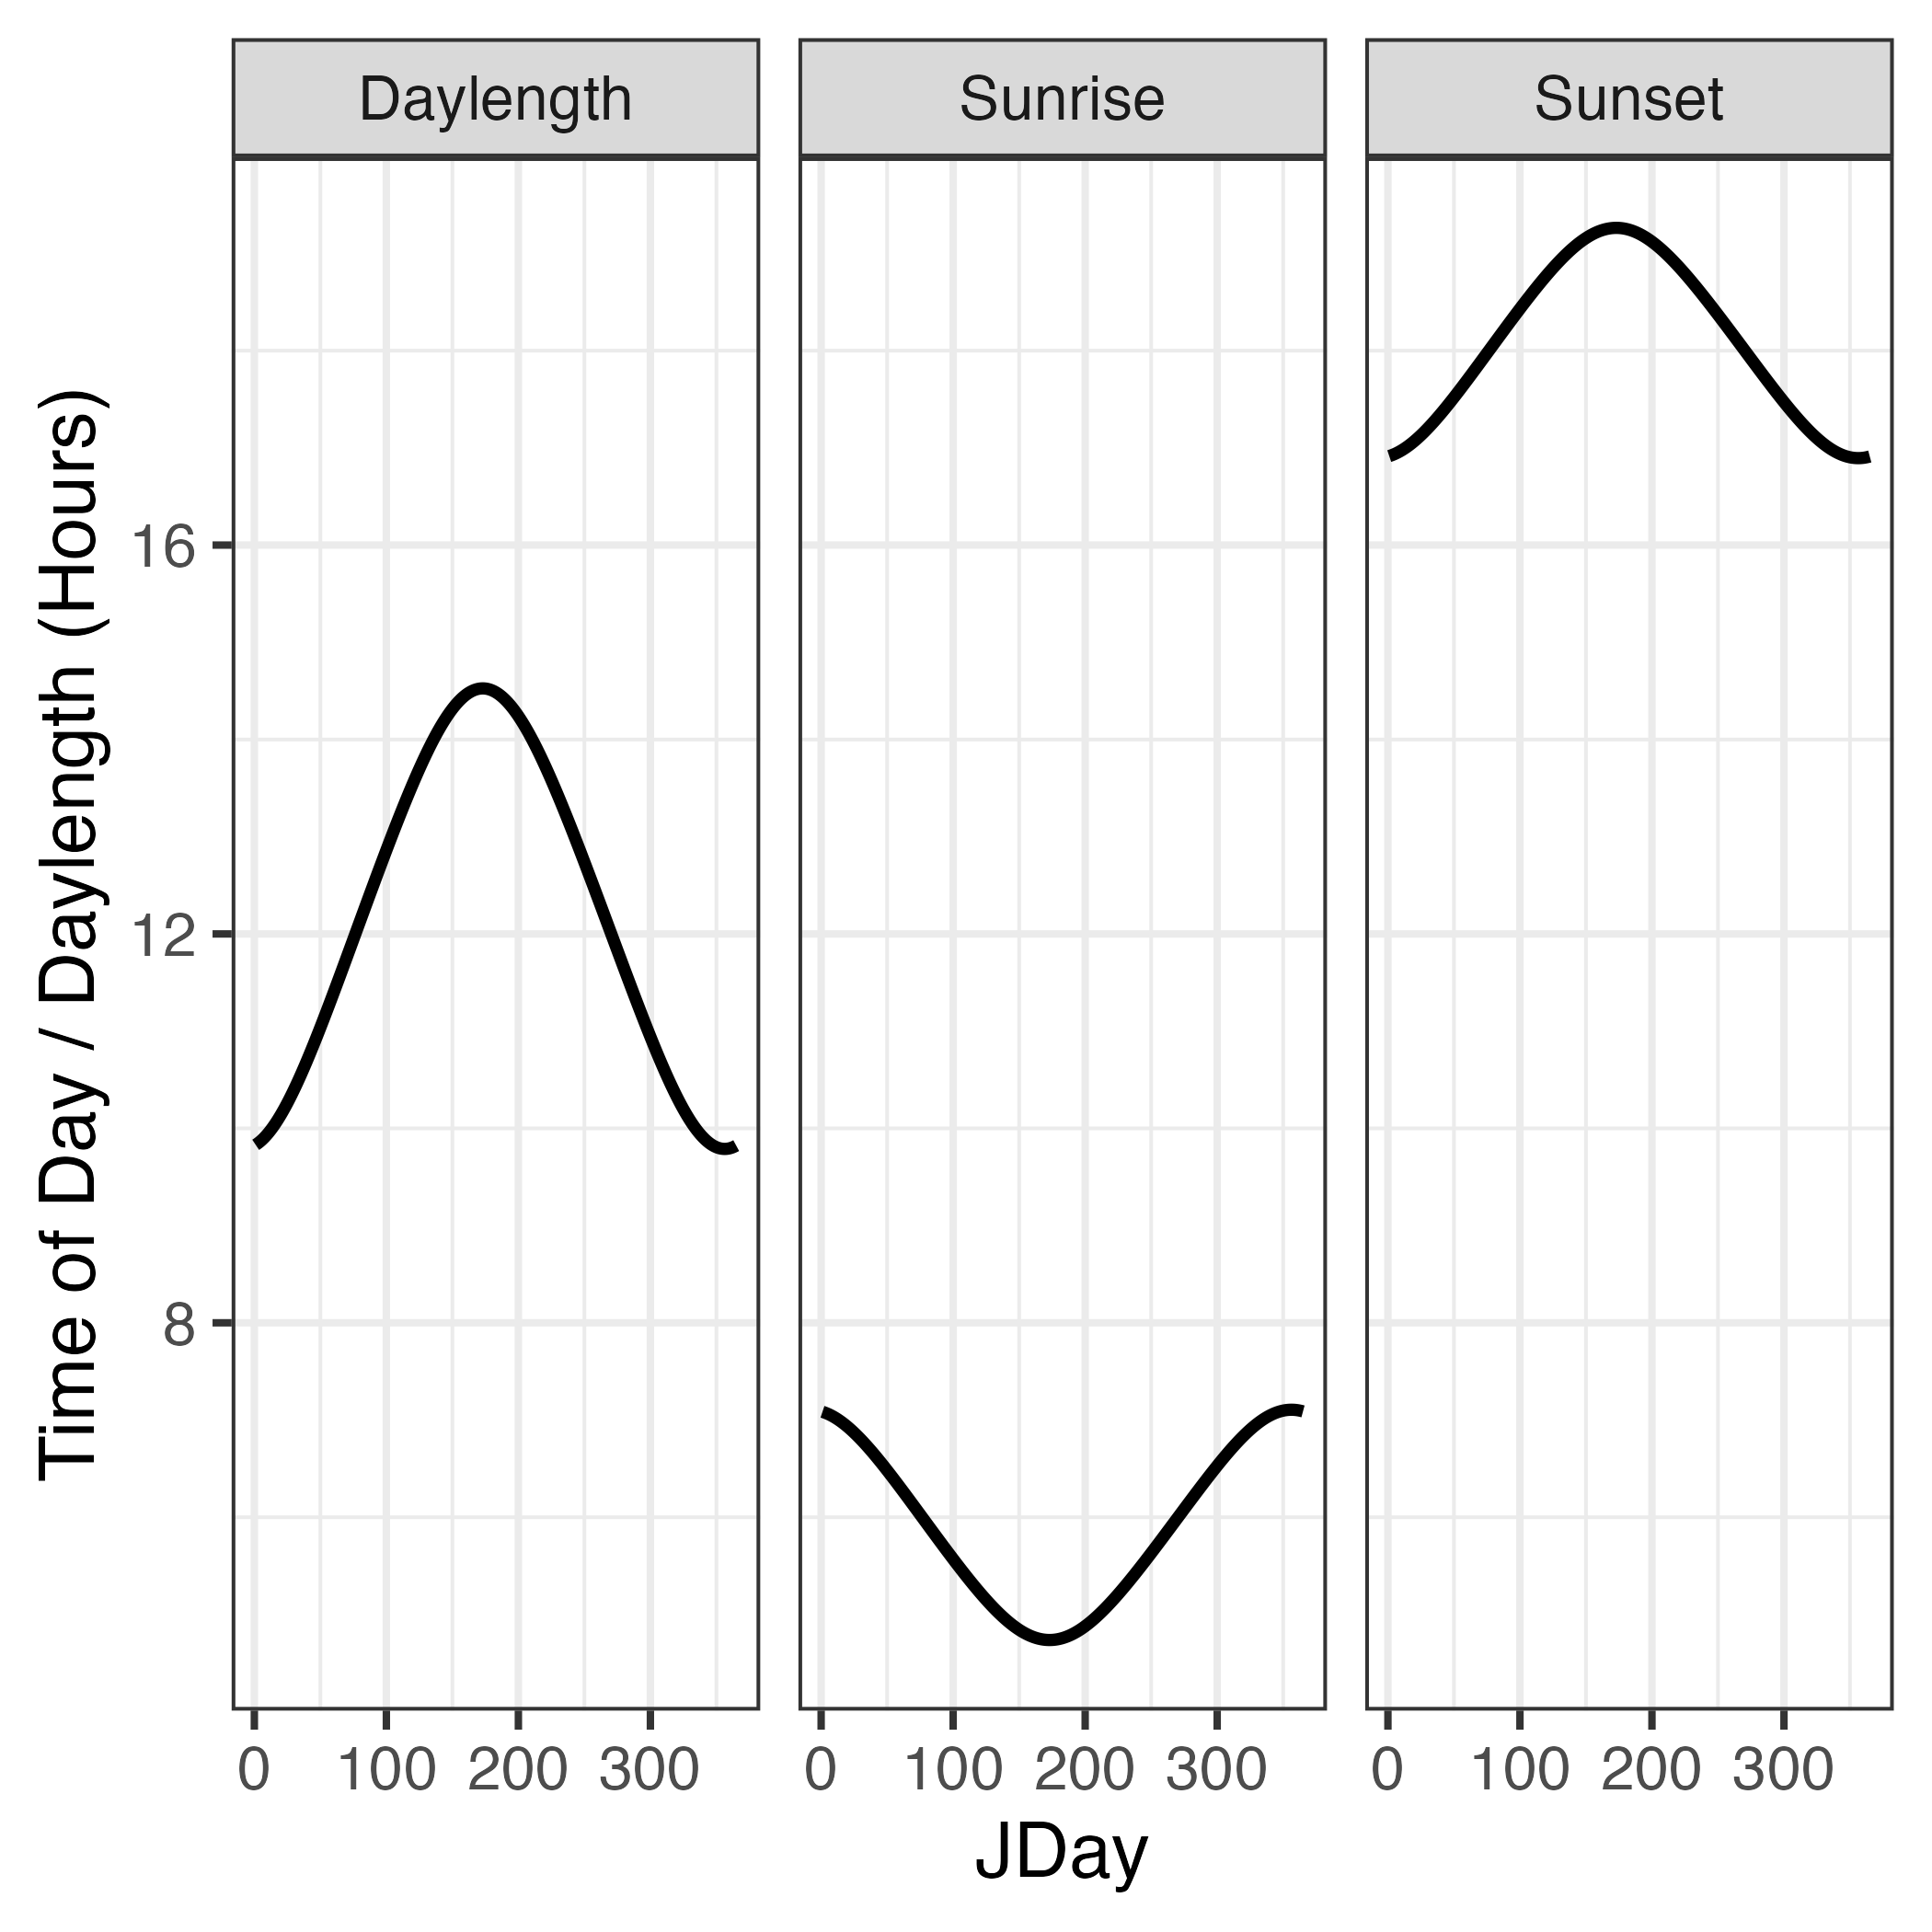 Daylength Sunrise Sunset
Time of Day / Daylength (Hours)
16
12
8
0 100 200 300 0 100 200 300 0 100 200 300
JDay